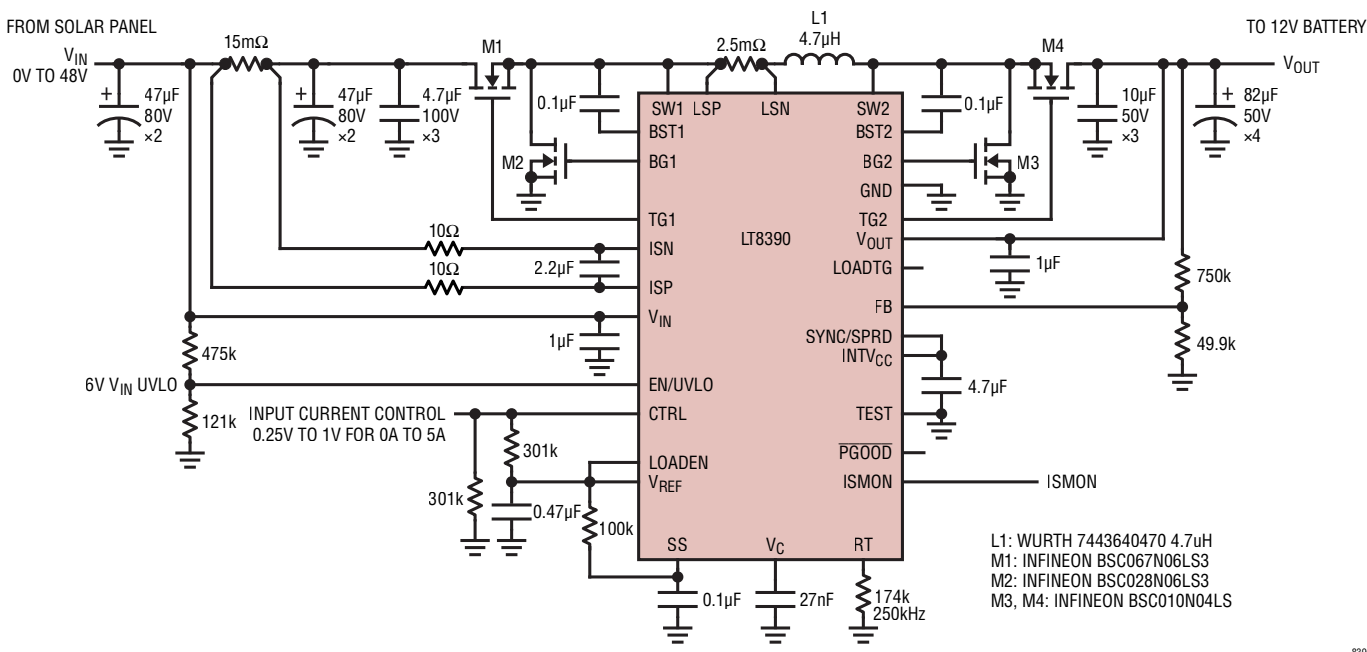 FROM SOLAR PANEL
V_IN
0V TO 48V
15mΩ
M1
2.5mΩ
L1
4.7µH
M4
TO 12V BATTERY
V_OUT
+
47µF
80V
×2
+
47µF
80V
×2
4.7µF
100V
×3
0.1µF
SW1
LSP
LSN
SW2
0.1µF
10µF
50V
×3
+
82µF
50V
×4
BST1
BST2
M2
BG1
BG2
M3
GND
TG1
TG2
LT8390
10Ω
ISN
V_OUT
2.2µF
LOADTG
1µF
10Ω
ISP
750k
FB
V_IN
SYNC/SPRD
1µF
INTV_CC
475k
49.9k
4.7µF
6V V_IN UVLO
EN/UVLO
121k
INPUT CURRENT CONTROL
0.25V TO 1V FOR 0A TO 5A
CTRL
TEST
301k
PGOOD
LOADEN
V_REF
ISMON
ISMON
301k
0.47µF
100k
SS
V_C
RT
0.1µF
27nF
174k
250kHz
L1: WURTH 7443640470 4.7uH
M1: INFINEON BSC067N06LS3
M2: INFINEON BSC028N06LS3
M3, M4: INFINEON BSC010N04LS